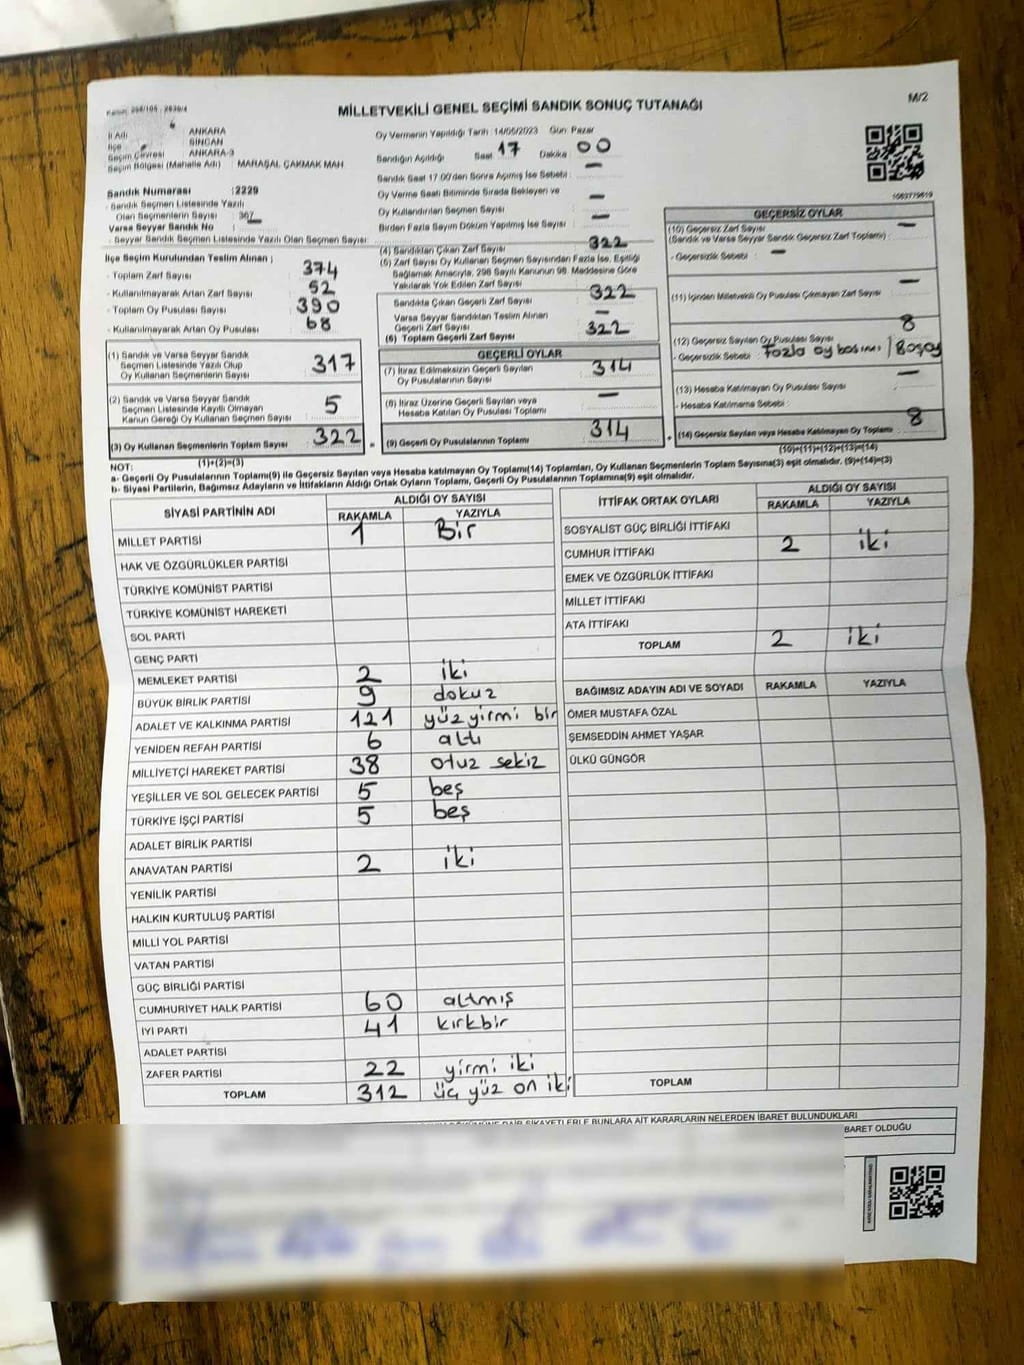 MİLLETVEKİLİ GENEL SEÇİMİ SANDIK SONUÇ TUTANAĞI
M/2
İl Adı : ANKARA
İlçe : SİNCAN
Seçim Çevresi : ANKARA-3
Seçim Bölgesi (Mahalle Adı) : MARAŞAL ÇAKMAK MAH.
Sandık Numarası : 2229
- Sandık Seçmen Listesinde Yazılı
Olan Seçmenlerin Sayısı : 367
Varsa Seyyar Sandık No :
- Seyyar Sandık Seçmen Listesinde Yazılı Olan Seçmen Sayısı:
Oy Vermenin Yapıldığı Tarih :14/05/2023 Gün: Pazar
Sandığın Açıldığı Saat 17 Dakika 00
Sandık Saat 17.00'den Sonra Açılmış İse Sebebi : —
Oy Verme Saati Bitiminde Sırada Bekleyen ve
Oy Kullandırılan Seçmen Sayısı —
Birden Fazla Sayım Döküm Yapılmış İse Sayısı : —
İlçe Seçim Kurulundan Teslim Alınan ;
- Toplam Zarf Sayısı : 374
- Kullanılmayarak Artan Zarf Sayısı : 52
- Toplam Oy Pusulası Sayısı : 390
- Kullanılmayarak Artan Oy Pusulası : 68
(1) Sandık ve Varsa Seyyar Sandık
Seçmen Listesinde Yazılı Olup
Oy Kullanan Seçmenlerin Sayısı : 317
(2) Sandık ve Varsa Seyyar Sandık
Seçmen Listesinde Kayıtlı Olmayan
Kanun Gereği Oy Kullanan Seçmen Sayısı : 5
(3) Oy Kullanan Seçmenlerin Toplam Sayısı : 322
(1)+(2)=(3)
(4) Sandıktan Çıkan Zarf Sayısı : 322
(5) Zarf Sayısı Oy Kullanan Seçmen Sayısından Fazla İse, Eşitliği
Sağlamak Amacıyla, 298 Sayılı Kanunun 98. Maddesine Göre
Yakılarak Yok Edilen Zarf Sayısı : —
Sandıkta Çıkan Geçerli Zarf Sayısı : 322
Varsa Seyyar Sandıktan Teslim Alınan
Geçerli Zarf Sayısı : —
(6) Toplam Geçerli Zarf Sayısı : 322
GEÇERLİ OYLAR
(7) İtiraz Edilmeksizin Geçerli Sayılan
Oy Pusulalarının Sayısı : 314
(8) İtiraz Üzerine Geçerli Sayılan veya
Hesaba Katılan Oy Pusulası Toplamı : —
(9) Geçerli Oy Pusulalarının Toplamı : 314
GEÇERSİZ OYLAR
(10) Geçersiz Zarf Sayısı
(Sandık ve Varsa Seyyar Sandık Geçersiz Zarf Toplamı) : —
- Geçersizlik Sebebi : —
(11) İçinden Milletvekili Oy Pusulası Çıkmayan Zarf Sayısı : —
(12) Geçersiz Sayılan Oy Pusulası Sayısı : 8
- Geçersizlik Sebebi : Fazla oy basımı / Boşoy
(13) Hesaba Katılmayan Oy Pusulası Sayısı : —
- Hesaba Katılmama Sebebi :
(14) Geçersiz Sayılan veya Hesaba Katılmayan Oy Toplamı : 8
(10)+(11)+(12)+(13)=(14)
NOT:
a- Geçerli Oy Pusulalarının Toplamı(9) ile Geçersiz Sayılan veya Hesaba katılmayan Oy Toplamı(14) Toplamları, Oy Kullanan Seçmenlerin Toplam Sayısına(3) eşit olmalıdır. (9)+(14)=(3)
b- Siyasi Partilerin, Bağımsız Adayların ve İttifakların Aldığı Ortak Oyların Toplamı, Geçerli Oy Pusulalarının Toplamına(9) eşit olmalıdır.
SİYASİ PARTİNİN ADI ALDIĞI OY SAYISI
RAKAMLA YAZIYLA
MİLLET PARTİSİ 1 Bir
HAK VE ÖZGÜRLÜKLER PARTİSİ
TÜRKİYE KOMÜNİST PARTİSİ
TÜRKİYE KOMÜNİST HAREKETİ
SOL PARTİ
GENÇ PARTİ
MEMLEKET PARTİSİ 2 iki
BÜYÜK BİRLİK PARTİSİ 9 dokuz
ADALET VE KALKINMA PARTİSİ 121 yüz yirmi bir
YENİDEN REFAH PARTİSİ 6 altı
MİLLİYETÇİ HAREKET PARTİSİ 38 otuz sekiz
YEŞİLLER VE SOL GELECEK PARTİSİ 5 beş
TÜRKİYE İŞÇİ PARTİSİ 5 beş
ADALET BİRLİK PARTİSİ
ANAVATAN PARTİSİ 2 iki
YENİLİK PARTİSİ
HALKIN KURTULUŞ PARTİSİ
MİLLİ YOL PARTİSİ
VATAN PARTİSİ
GÜÇ BİRLİĞİ PARTİSİ
CUMHURİYET HALK PARTİSİ 60 altmış
İYİ PARTİ 41 kırkbir
ADALET PARTİSİ
ZAFER PARTİSİ 22 yirmi iki
TOPLAM 312 üç yüz on iki
İTTİFAK ORTAK OYLARI ALDIĞI OY SAYISI
RAKAMLA YAZIYLA
SOSYALİST GÜÇ BİRLİĞİ İTTİFAKI
CUMHUR İTTİFAKI 2 iki
EMEK VE ÖZGÜRLÜK İTTİFAKI
MİLLET İTTİFAKI
ATA İTTİFAKI
TOPLAM 2 iki
BAĞIMSIZ ADAYIN ADI VE SOYADI RAKAMLA YAZIYLA
ÖMER MUSTAFA ÖZAL
ŞEMSEDDİN AHMET YAŞAR
ÜLKÜ GÜNGÖR
TOPLAM
ŞİKAYETLERLE BUNLARA AİT KARARLARIN NELERDEN İBARET BULUNDUKLARI
BARET OLDUĞU